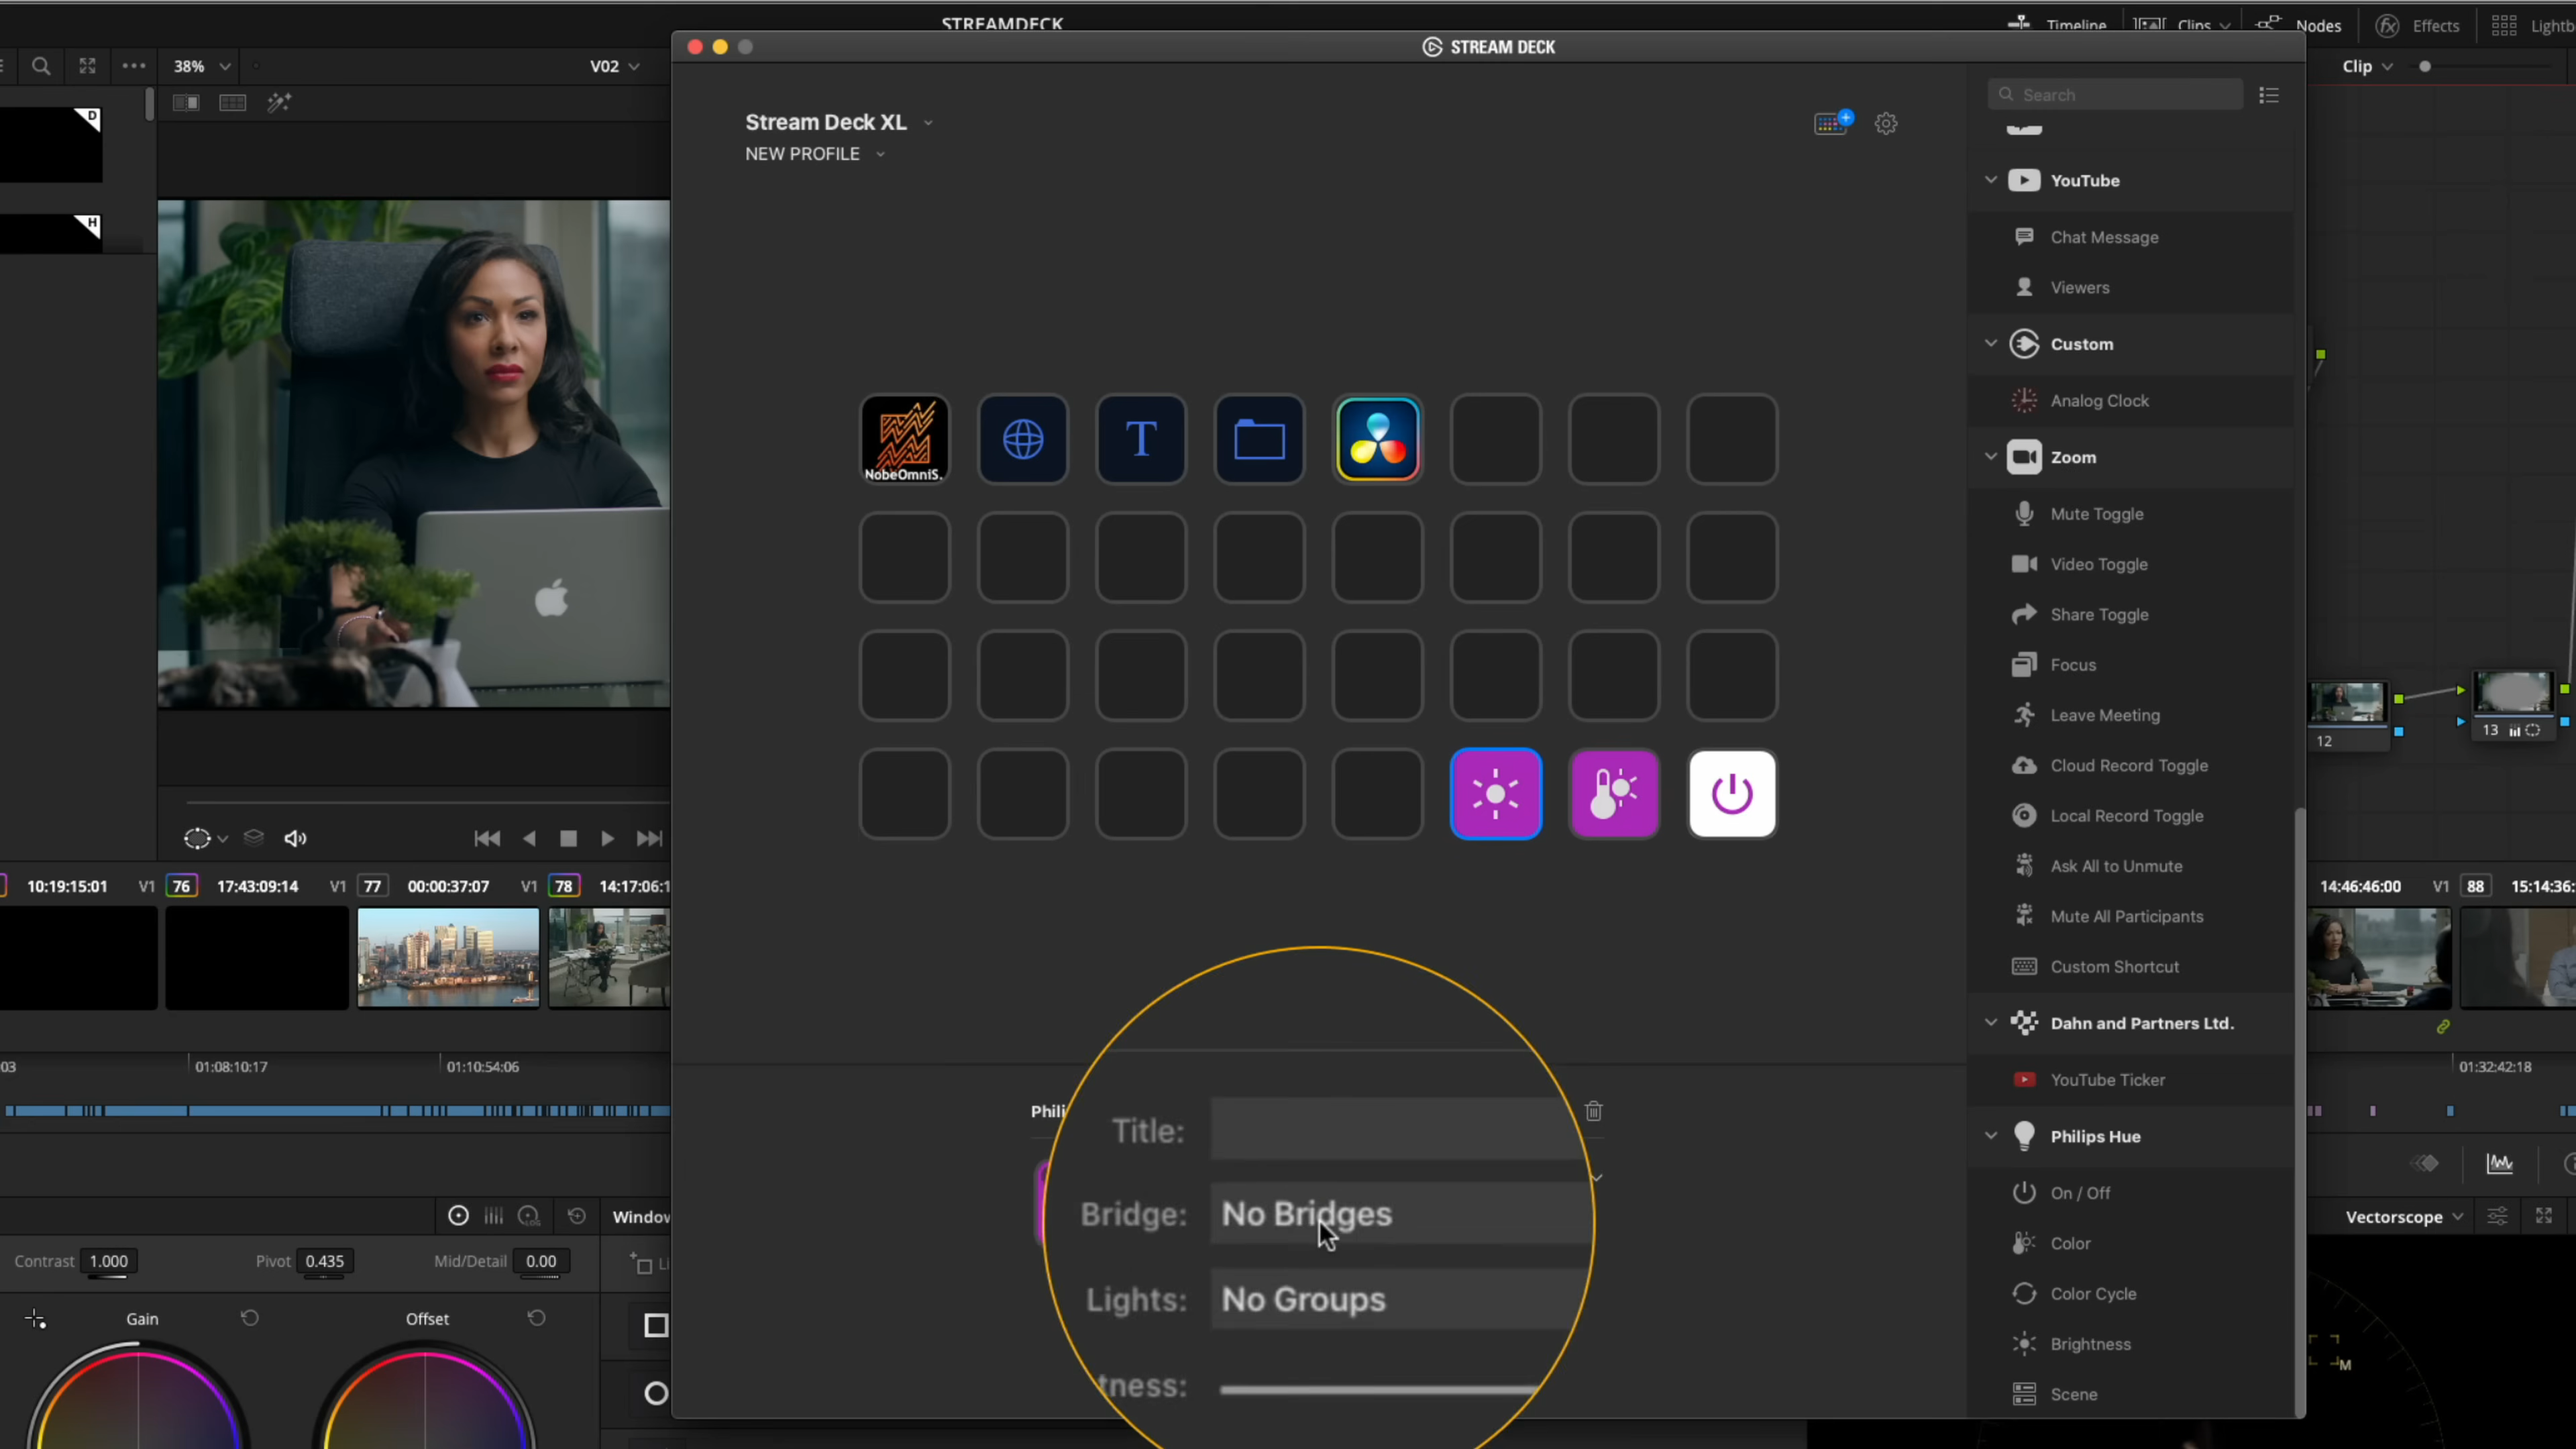 STREAMDECK
Timeline
Clips
Nodes
Effects
38%
V02
STREAM DECK
Clip
Search
D
H
Stream Deck XL
NEW PROFILE
YouTube
Chat Message
Viewers
Custom
Analog Clock
Zoom
Mute Toggle
Video Toggle
Share Toggle
Focus
Leave Meeting
Cloud Record Toggle
Local Record Toggle
Ask All to Unmute
Mute All Participants
Custom Shortcut
Dahn and Partners Ltd.
YouTube Ticker
Philips Hue
On / Off
Color
Color Cycle
Brightness
Scene
NobeOmniS.
T
12
13
10:19:15:01
V1 76 17:43:09:14
V1 77 00:00:37:07
V1 78 14:17:06:1
14:46:46:00
V1 88 15:14:36:
03
01:08:10:17
01:10:54:06
01:32:42:18
Phili
Title:
Bridge: No Bridges
Lights: No Groups
tness:
Window
Vectorscope
Contrast 1.000
Pivot 0.435
Mid/Detail 0.00
Li
Gain
Offset
M